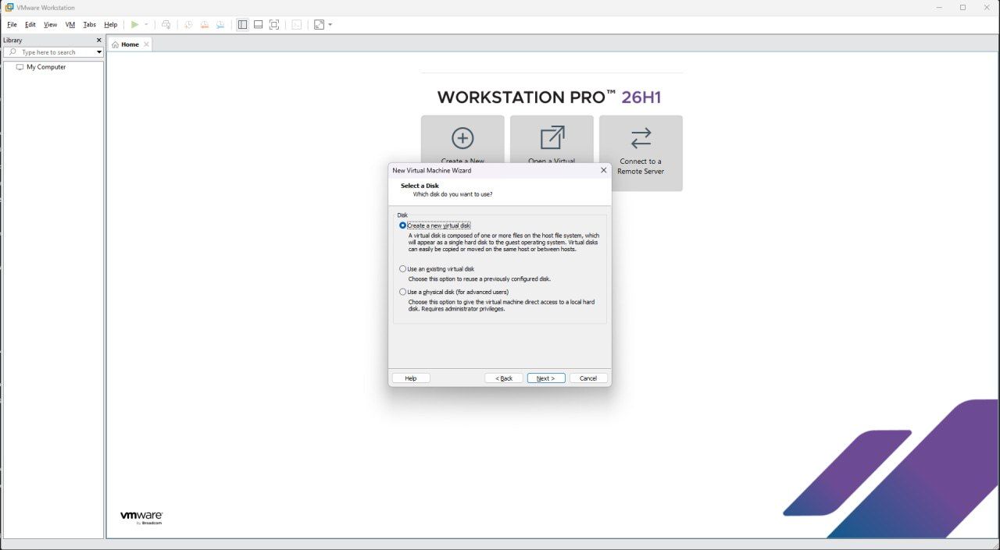 VMware Workstation
File Edit View VM Tabs Help
Library
Type here to search
My Computer
Home
WORKSTATION PRO™ 26H1
Create a New
Open a Virtual
Connect to a
Remote Server
New Virtual Machine Wizard
Select a Disk
Which disk do you want to use?
Disk
Create a new virtual disk
A virtual disk is composed of one or more files on the host file system, which
will appear as a single hard disk to the guest operating system. Virtual disks
can easily be copied or moved on the same host or between hosts.
Use an existing virtual disk
Choose this option to reuse a previously configured disk.
Use a physical disk (for advanced users)
Choose this option to give the virtual machine direct access to a local hard
disk. Requires administrator privileges.
Help < Back Next > Cancel
vmware
by Broadcom